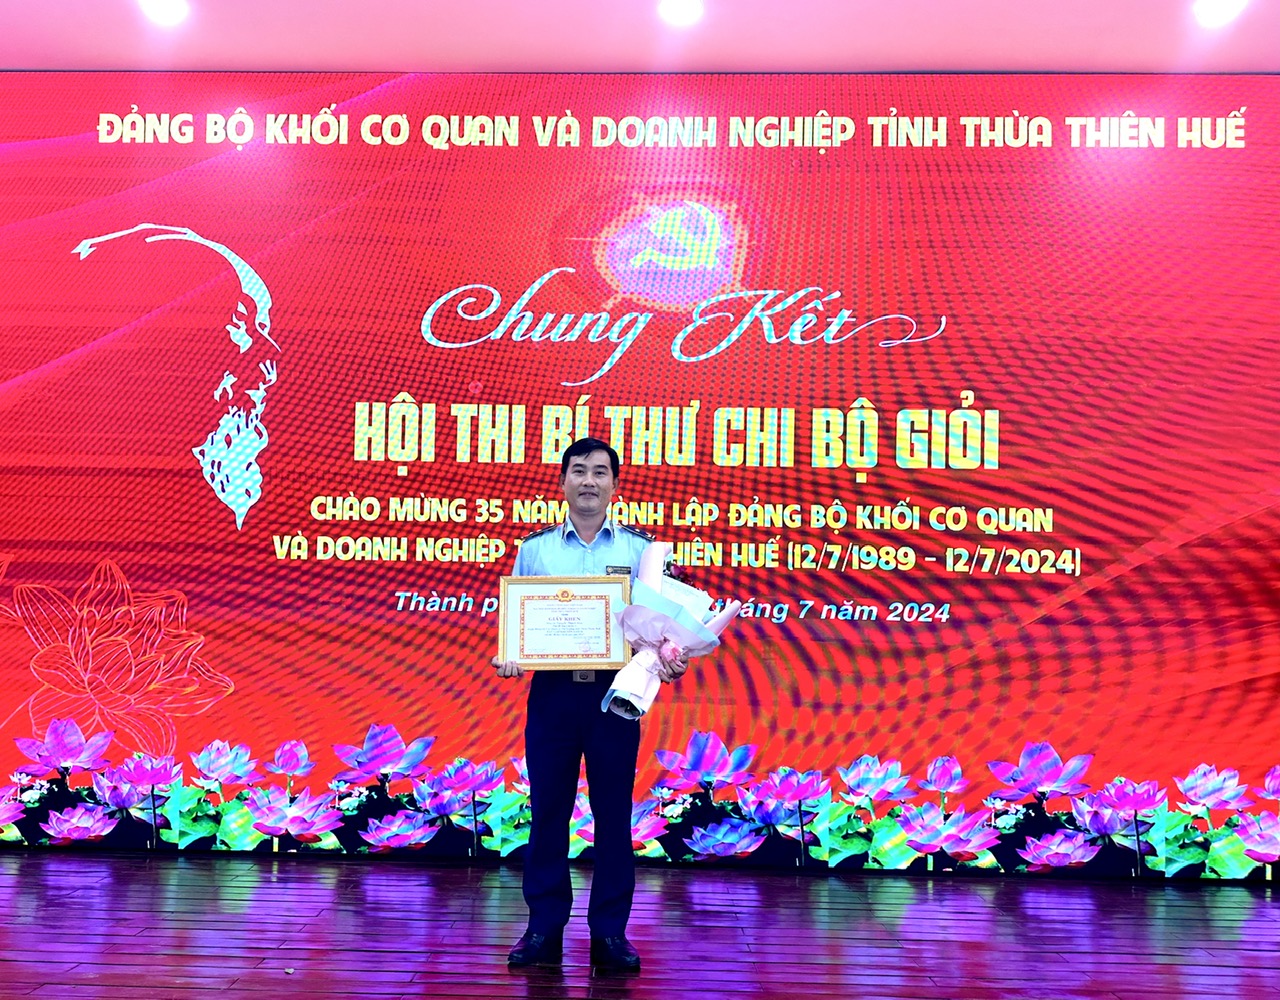 ĐẢNG BỘ KHỐI CƠ QUAN VÀ DOANH NGHIỆP TỈNH THỪA THIÊN HUẾ
Chung Kết
HỘI THI BÍ THƯ CHI BỘ GIỎI
CHÀO MỪNG 35 NĂM THÀNH LẬP ĐẢNG BỘ KHỐI CƠ QUAN
VÀ DOANH NGHIỆP THIÊN HUẾ (12/7/1989 - 12/7/2024)
Thành tháng 7 năm 2024
GIẤY KHEN